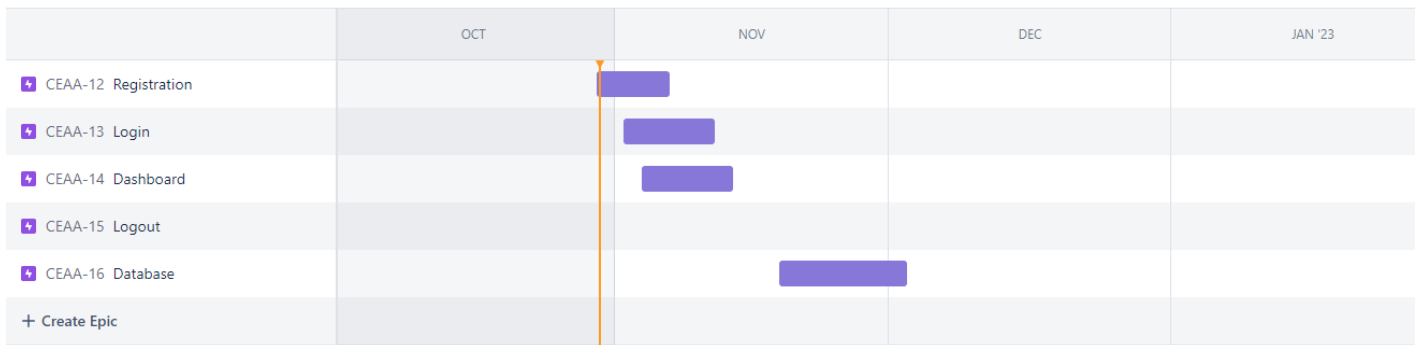 OCT NOV DEC JAN '23
CEAA-12 Registration
CEAA-13 Login
CEAA-14 Dashboard
CEAA-15 Logout
CEAA-16 Database
+ Create Epic